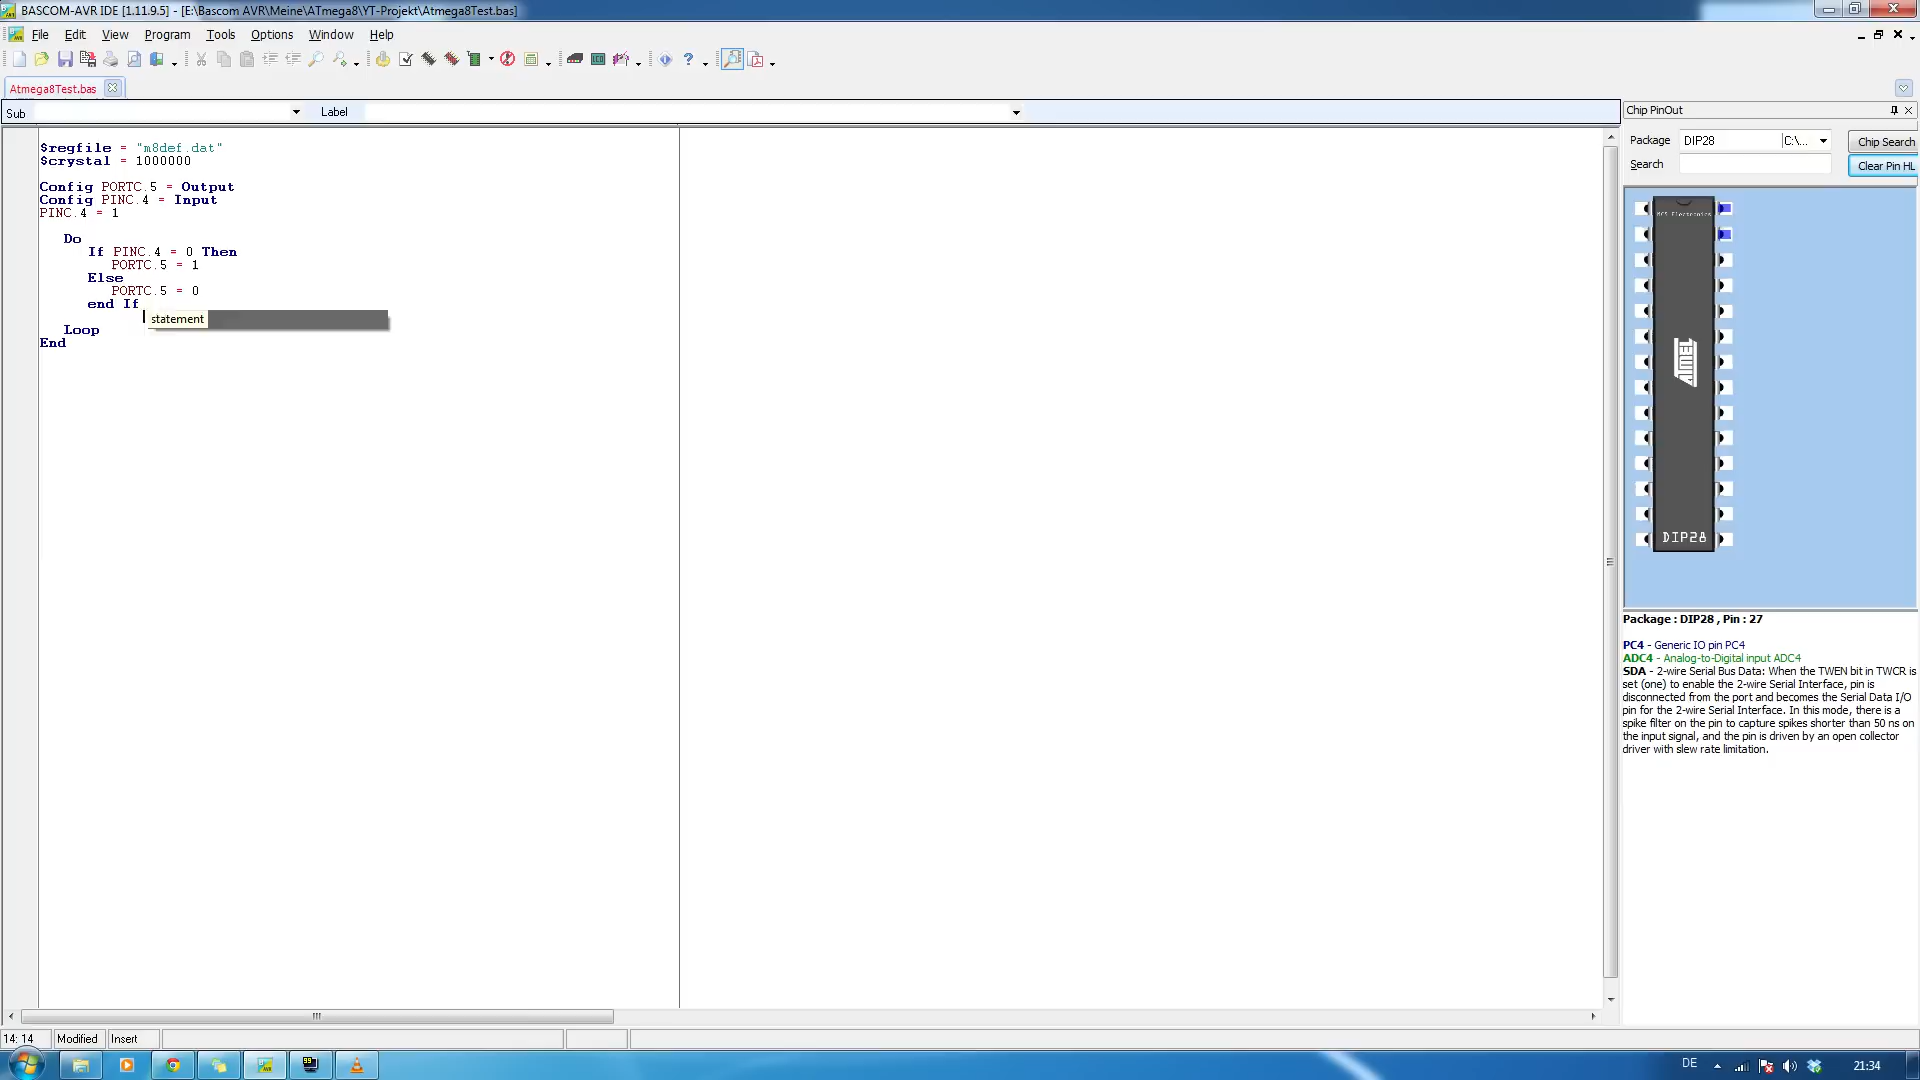 BASCOM-AVR IDE [1.11.9.5] - [E:\Bascom AVR\Meine\ATmega8\YT-Projekt\Atmega8Test.bas]
File Edit View Program Tools Options Window Help
Atmega8Test.bas
Sub Label
$regfile = "m8def.dat"
$crystal = 1000000
Config PORTC.5 = Output
Config PINC.4 = Input
PINC.4 = 1
Do
If PINC.4 = 0 Then
PORTC.5 = 1
Else
PORTC.5 = 0
end If
statement
Loop
End
Chip PinOut
Package DIP28 C:\... Chip Search
Search Clear Pin HL
MCS Electronics
ATMEL
DIP28
Package : DIP28 , Pin : 27
PC4 - Generic IO pin PC4
ADC4 - Analog-to-Digital input ADC4
SDA - 2-wire Serial Bus Data: When the TWEN bit in TWCR is
set (one) to enable the 2-wire Serial Interface, pin is
disconnected from the port and becomes the Serial Data I/O
pin for the 2-wire Serial Interface. In this mode, there is a
spike filter on the pin to capture spikes shorter than 50 ns on
the input signal, and the pin is driven by an open collector
driver with slew rate limitation.
14: 14 Modified Insert
DE 21:34